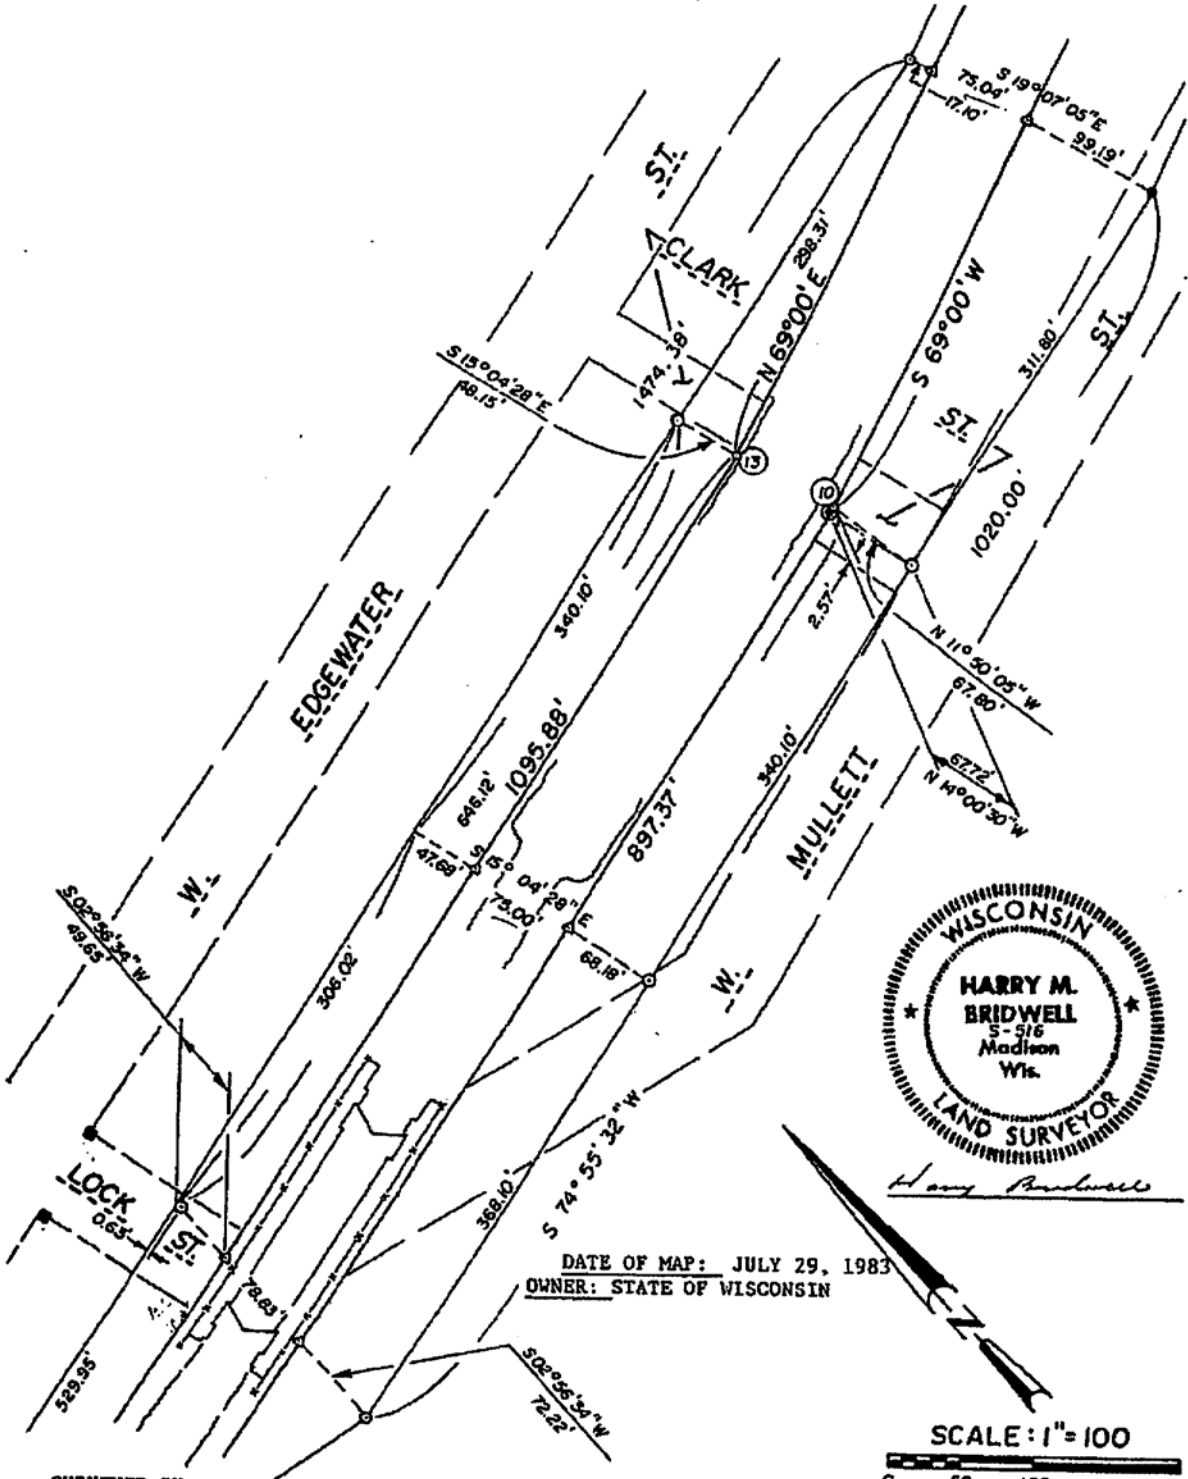 S 19°07'05"E
75.04'
17.10'
99.19'
ST.
CLARK
298.31'
N 69°00' E
S 69°00' W
311.80'
ST.
1474.38'
S 15°04'28"E
48.15'
13
ST.
10
1020.00'
2.57'
340.10'
N 11°50'05"W
67.80'
EDGEWATER
67.72'
N 14°00'30"W
1095.88'
646.12'
340.10'
MULLETT
897.37'
47.68'
S 15° 04' 28" E
75.00'
68.18'
W.
W.
S 02°56'34" W
49.65'
306.02'
WISCONSIN
HARRY M.
BRIDWELL
S-516
Madison
Wis.
LAND SURVEYOR
Harry Bridwell
LOCK
ST.
0.63'
368.10'
S 74°55'32" W
DATE OF MAP: JULY 29, 1983
OWNER: STATE OF WISCONSIN
78.83'
N
S 02°56'34" W
72.22'
529.95'
SCALE: 1"=100